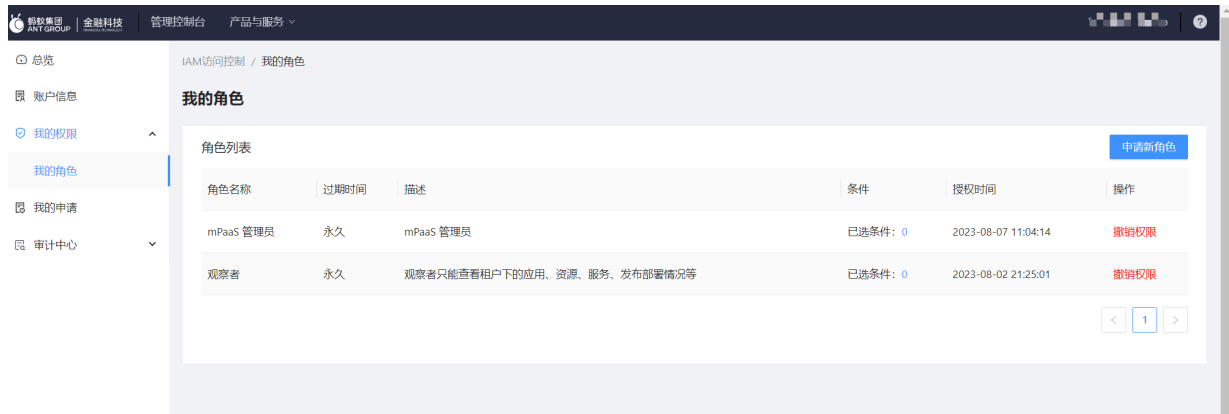 蚂蚁集团 ANT GROUP 金融科技 管理控制台 产品与服务
总览
账户信息
我的权限
我的角色
我的申请
审计中心
IAM访问控制 / 我的角色
我的角色
角色列表 申请新角色
角色名称 过期时间 描述 条件 授权时间 操作
mPaaS 管理员 永久 mPaaS 管理员 已选条件: 0 2023-08-07 11:04:14 撤销权限
观察者 永久 观察者只能查看租户下的应用、资源、服务、发布部署情况等 已选条件: 0 2023-08-02 21:25:01 撤销权限
< 1 >